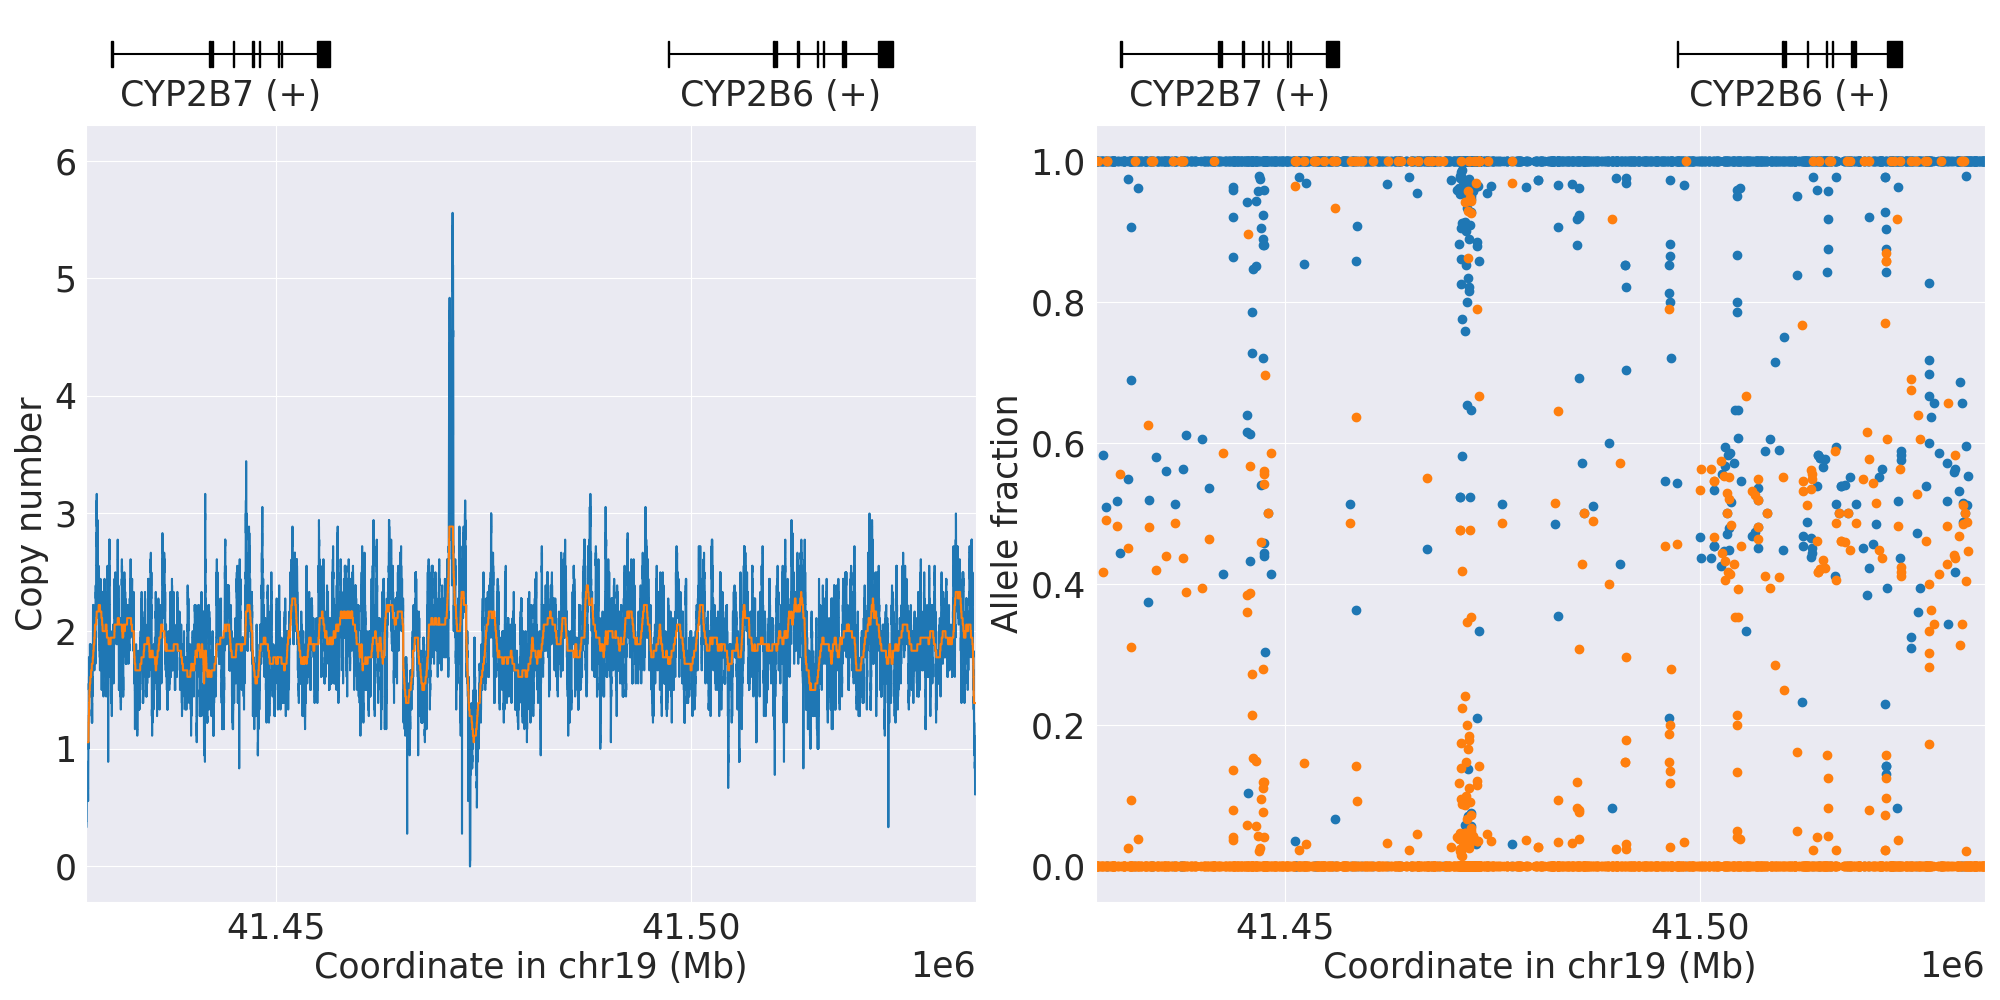 CYP2B7 (+)
CYP2B6 (+)
CYP2B7 (+)
CYP2B6 (+)
Copy number
6
5
4
3
2
1
0
41.45
41.50
Coordinate in chr19 (Mb)
1e6
Allele fraction
1.0
0.8
0.6
0.4
0.2
0.0
41.45
41.50
Coordinate in chr19 (Mb)
1e6